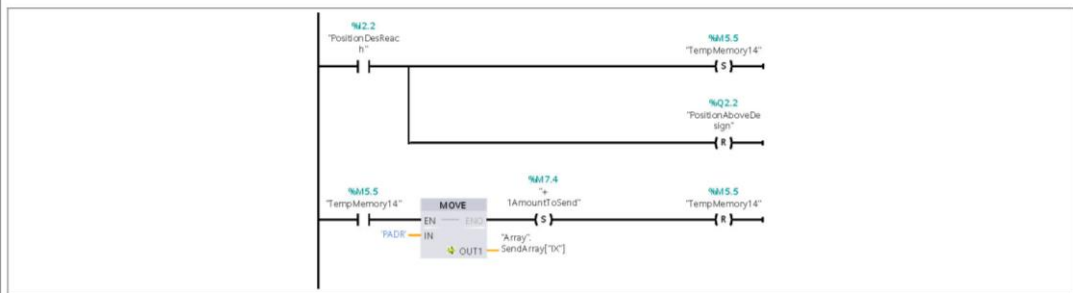 %I2.2
"PositionDesReac
h"
%M5.5
"TempMemory14"
S
%Q2.2
"PositionAboveDe
sign"
R
%M7.4
"+
1AmountToSend"
%M5.5
"TempMemory14"
MOVE
S
%M5.5
"TempMemory14"
R
EN ENO
'PADR' IN
OUT1
"Array".
SendArray["IX"]